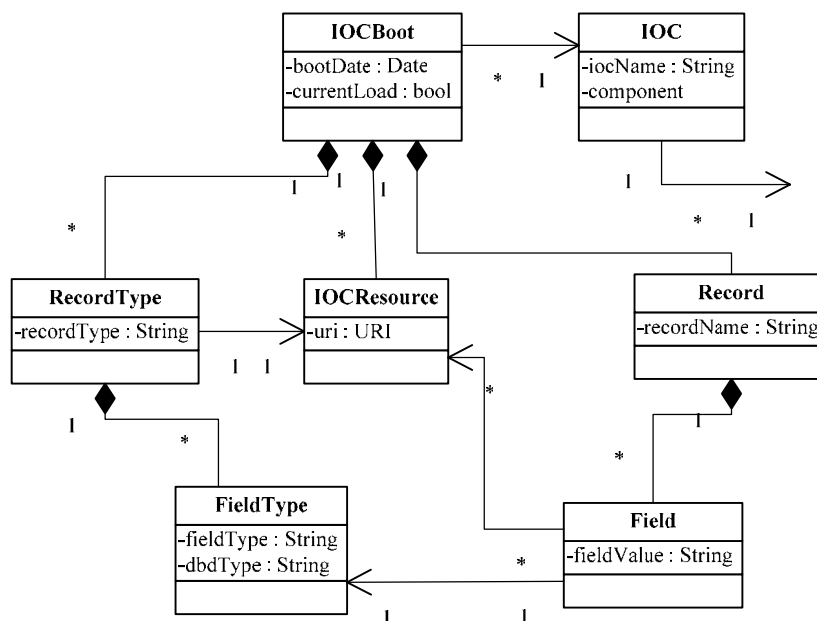 IOCBoot
-bootDate : Date
-currentLoad : bool
IOC
-iocName : String
-component
* 1
1 1 1
1
* 1
*
*
RecordType
-recordType : String
IOCResource
-uri : URI
Record
-recordName : String
1 1
*
1
*
1
*
FieldType
-fieldType : String
-dbdType : String
Field
-fieldValue : String
*
1 1